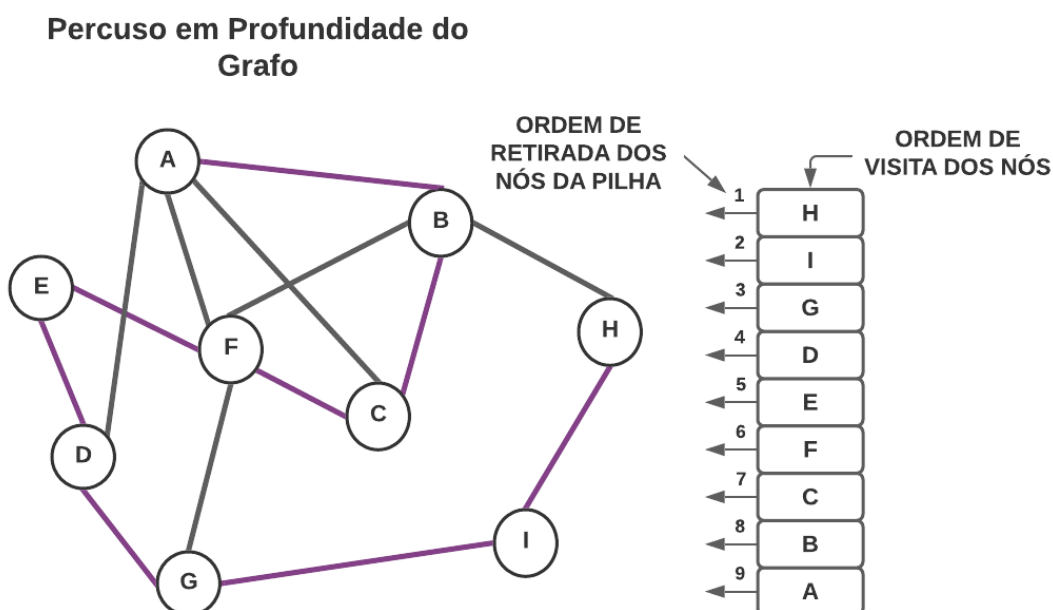 Percuso em Profundidade do
Grafo
A
B
E
F
H
C
D
I
G
ORDEM DE
RETIRADA DOS
NÓS DA PILHA
ORDEM DE
VISITA DOS NÓS
1 H
2 I
3 G
4 D
5 E
6 F
7 C
8 B
9 A